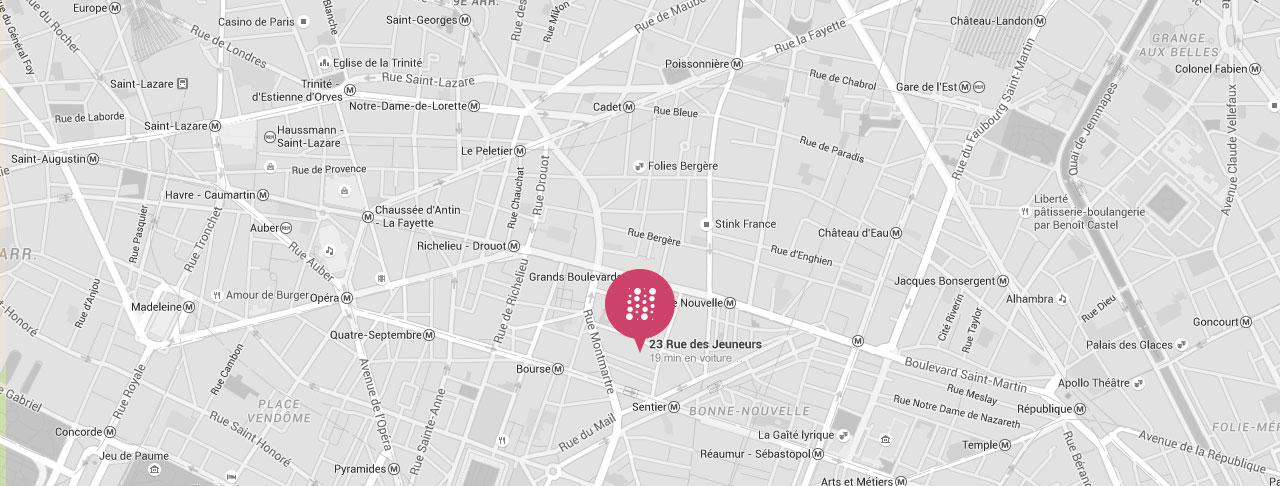 Europe
Casino de Paris
Saint-Georges
9E ARR.
Rue des
Rue Milton
Rue de Maubeuge
Rue la Fayette
Château-Landon
GRANGE
AUX BELLES
Colonel Fabien
du Général Foy
Rue du Rocher
Rue de Londres
Blanche
Eglise de la Trinité
Rue Saint-Lazare
Poissonnière
Rue de Chabrol
Gare de l'Est
RER
Saint-Lazare
Trinité
d'Estienne d'Orves
Notre-Dame-de-Lorette
Cadet
Rue Bleue
Rue du Faubourg Saint-Martin
Quai de Jemmapes
Avenue Claude Vellefaux
Rue de Laborde
Saint-Lazare
Haussmann -
Saint-Lazare
Le Peletier
Rue de Paradis
Saint-Augustin
Rue de Provence
Folies Bergère
Havre - Caumartin
Rue Chauchat
Rue Drouot
Rue Pasquier
Rue Tronchet
Chaussée d'Antin
- La Fayette
Stink France
Liberté
pâtisserie-boulangerie
par Benoit Castel
Auber
Rue Auber
Richelieu - Drouot
Rue Bergère
Château d'Eau
Rue d'Enghien
ARR.
Grands Boulevards
Rue de Richelieu
Jacques Bonsergent
Rue d'Anjou
Amour de Burger
Opéra
Madeleine
Nouvelle
Alhambra
Rue Dieu
Cité Riverin
Rue Taylor
Goncourt
-Honoré
Quatre-Septembre
Rue Montmartre
23 Rue des Jeuneurs
19 min en voiture
Palais des Glaces
Rue Cambon
Avenue de l'Opéra
Bourse
Boulevard Saint-Martin
Apollo Théâtre
Rue Royale
Rue Sainte-Anne
Rue Meslay
Gabriel
PLACE
VENDÔME
Sentier
BONNE-NOUVELLE
Rue Notre Dame de Nazareth
République
Rue Saint Honoré
Concorde
Rue du Mail
La Gaîté lyrique
Temple
FOLIE-MÉR
Jeu de Paume
Pyramides
Réaumur - Sébastopol
Rue Béran
Avenue de la République
Arts et Métiers
Pa